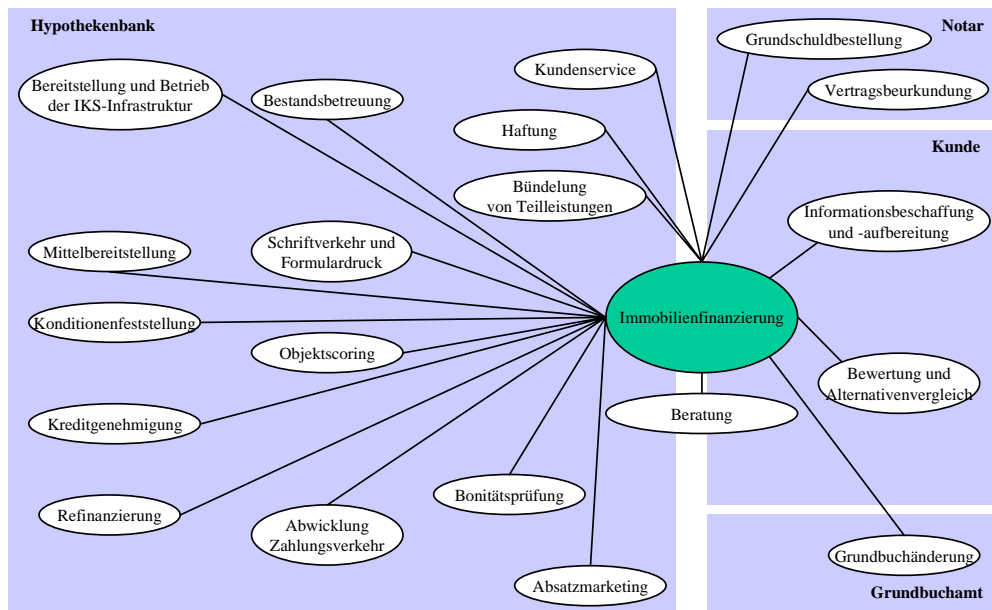 Hypothekenbank
Notar
Grundschuldbestellung
Kundenservice
Bereitstellung und Betrieb
der IKS-Infrastruktur
Bestandsbetreuung
Vertragsbeurkundung
Haftung
Kunde
Bündelung
von Teilleistungen
Informationsbeschaffung
und -aufbereitung
Schriftverkehr und
Formulardruck
Mittelbereitstellung
Immobilienfinanzierung
Konditionenfeststellung
Objektscoring
Bewertung und
Alternativenvergleich
Beratung
Kreditgenehmigung
Bonitätsprüfung
Refinanzierung
Abwicklung
Zahlungsverkehr
Grundbuchänderung
Absatzmarketing
Grundbuchamt